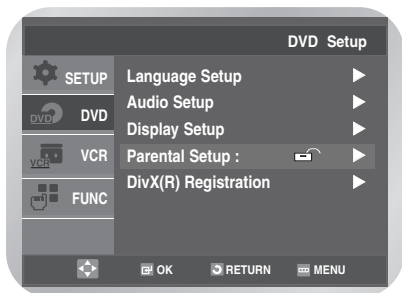 DVD Setup
SETUP
DVD
DVD
VCR
VCR
FUNC
Language Setup
Audio Setup
Display Setup
Parental Setup :
DivX(R) Registration
OK
RETURN
MENU